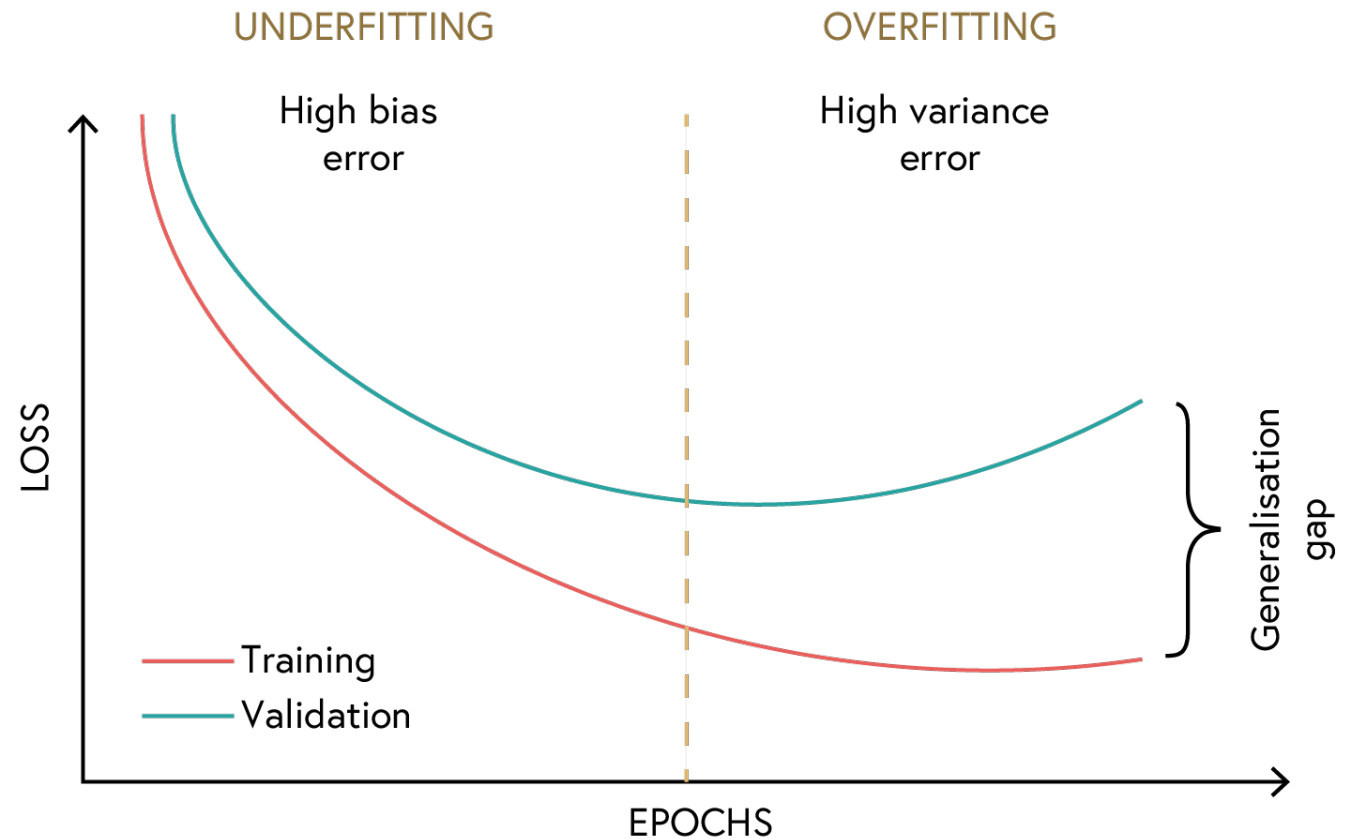 UNDERFITTING
OVERFITTING
High bias
error
High variance
error
LOSS
Generalisation
gap
Training
Validation
EPOCHS